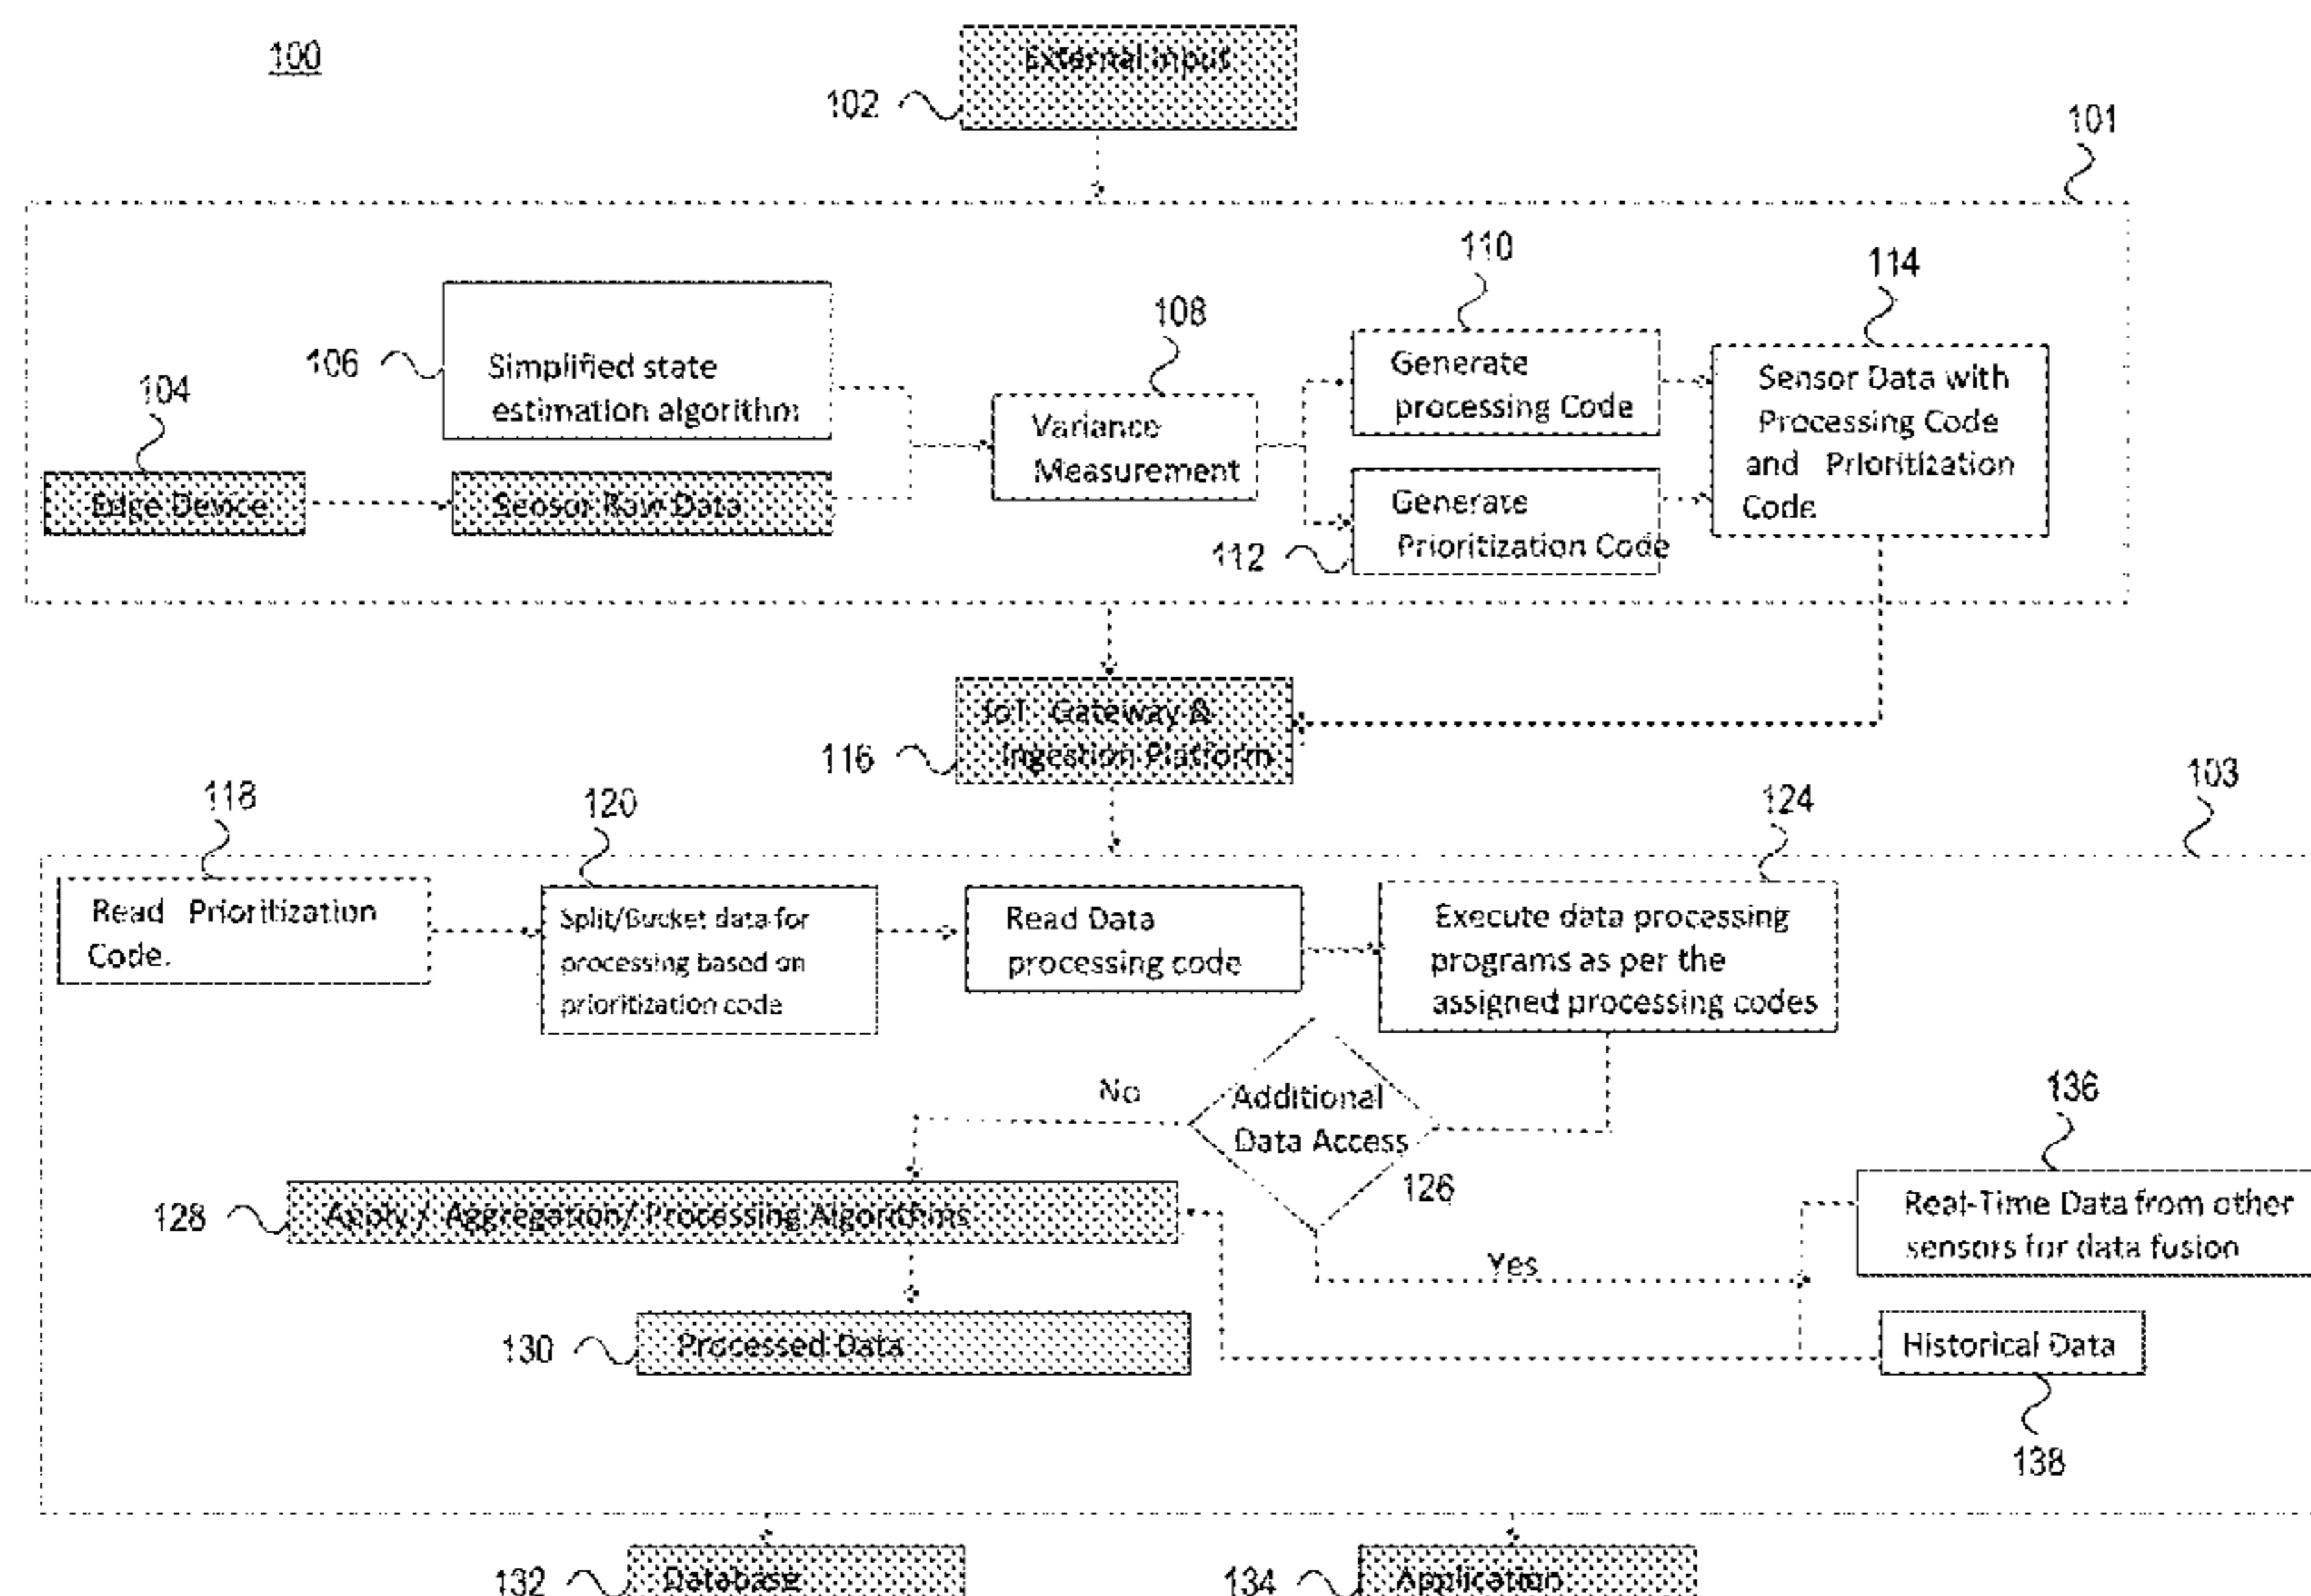 100
External input
102
101
110
114
108
106
Simplified state
estimation algorithm
104
Generate
processing Code
Sensor Data with
Processing Code
and Prioritization
Code
Variance
Measurement
Edge Device
Sensor Raw Data
Generate
Prioritization Code
112
IoT Gateway &
Ingestion Platform
116
103
118
120
124
Read Prioritization
Code.
Split/Bucket data for
processing based on
prioritization code
Read Data
processing code
Execute data processing
programs as per the
assigned processing codes
No
Additional
Data Access
126
136
128
Apply / Aggregation/ Processing Algorithms
Real-Time Data from other
sensors for data fusion
Yes
130
Processed Data
Historical Data
138
132
Database
134
Application